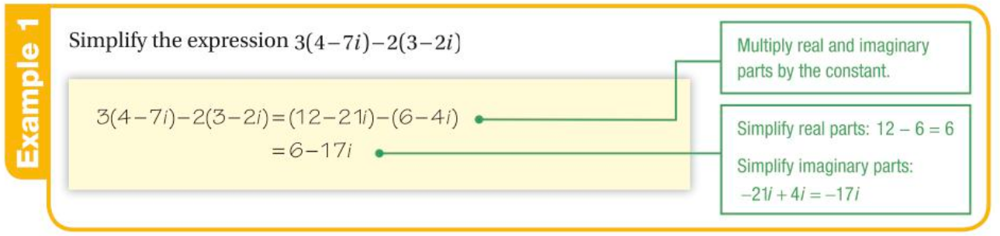 Example 1
Simplify the expression 3(4–7i)–2(3–2i)
3(4–7i)–2(3–2i)=(12–21i)–(6–4i)
=6–17i
Multiply real and imaginary
parts by the constant.
Simplify real parts: 12 – 6 = 6
Simplify imaginary parts:
–21i + 4i = –17i